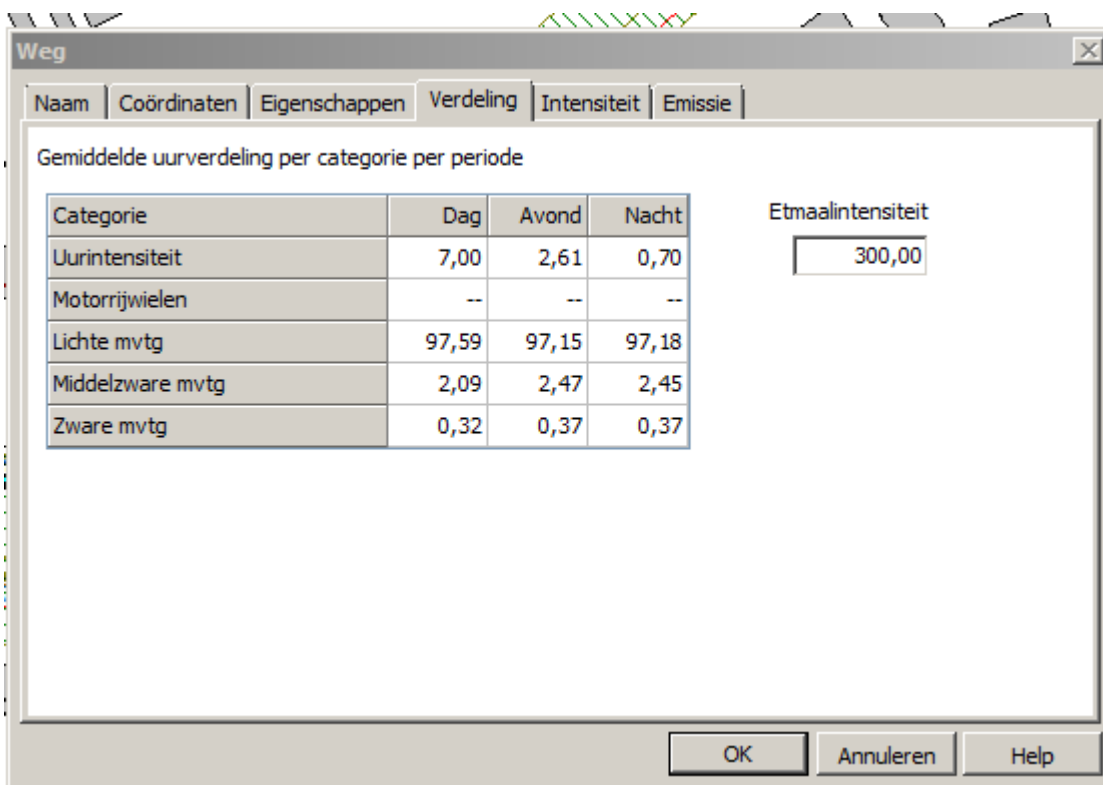 Weg
Naam Coördinaten Eigenschappen Verdeling Intensiteit Emissie
Gemiddelde uurverdeling per categorie per periode
Categorie Dag Avond Nacht Etmaalintensiteit
Uurintensiteit 7,00 2,61 0,70 300,00
Motorrijwielen -- -- --
Lichte mvtg 97,59 97,15 97,18
Middelzware mvtg 2,09 2,47 2,45
Zware mvtg 0,32 0,37 0,37
OK Annuleren Help